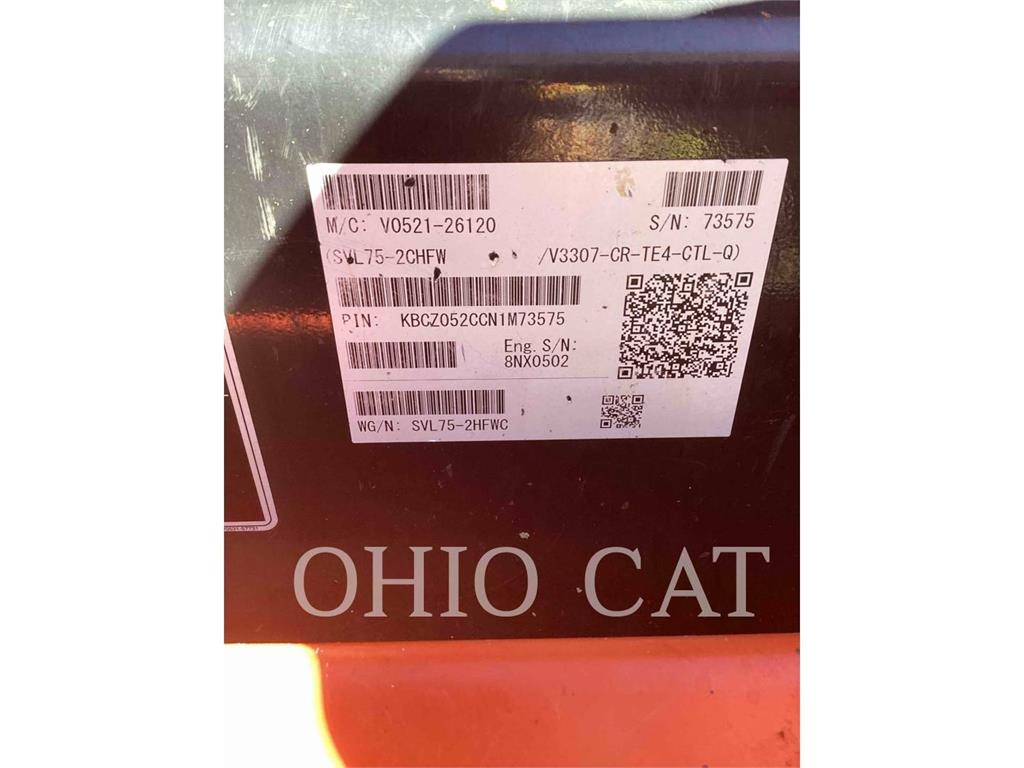 M/C: V0521-26120 S/N: 73575
(SVL75-2CHFW /V3307-CR-TE4-CTL-Q)
PIN: KBCZ052CCN1M73575
Eng. S/N:
8NX0502
WG/N: SVL75-2HFWC
OHIO CAT